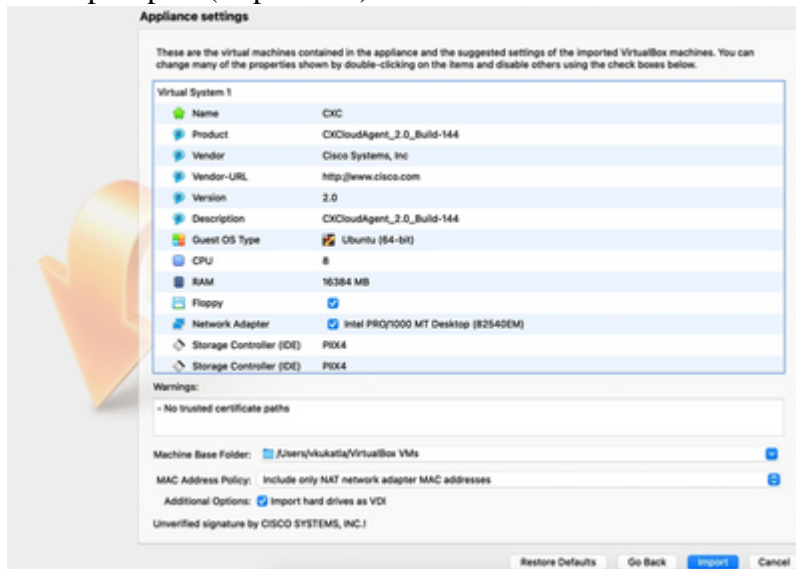 Appliance settings
These are the virtual machines contained in the appliance and the suggested settings of the imported VirtualBox machines. You can
change many of the properties shown by double-clicking on the items and disable others using the check boxes below.
Virtual System 1
Name CXC
Product CXCloudAgent_2.0_Build-144
Vendor Cisco Systems, Inc
Vendor-URL http://www.cisco.com
Version 2.0
Description CXCloudAgent_2.0_Build-144
Guest OS Type Ubuntu (64-bit)
CPU 8
RAM 16384 MB
Floppy
Network Adapter Intel PRO/1000 MT Desktop (82540EM)
Storage Controller (IDE) PIIX4
Storage Controller (IDE) PIIX4
Warnings:
- No trusted certificate paths
Machine Base Folder: /Users/vkukatla/VirtualBox VMs
MAC Address Policy: Include only NAT network adapter MAC addresses
Additional Options: Import hard drives as VDI
Unverified signature by CISCO SYSTEMS, INC.!
Restore Defaults Go Back Import Cancel